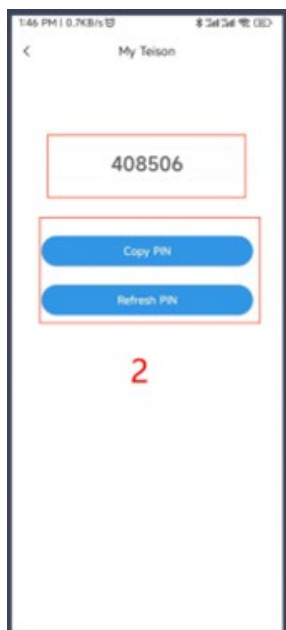 1:46 PM | 0.7KB/s
My Teison
408506
Copy PIN
Refresh PIN
2